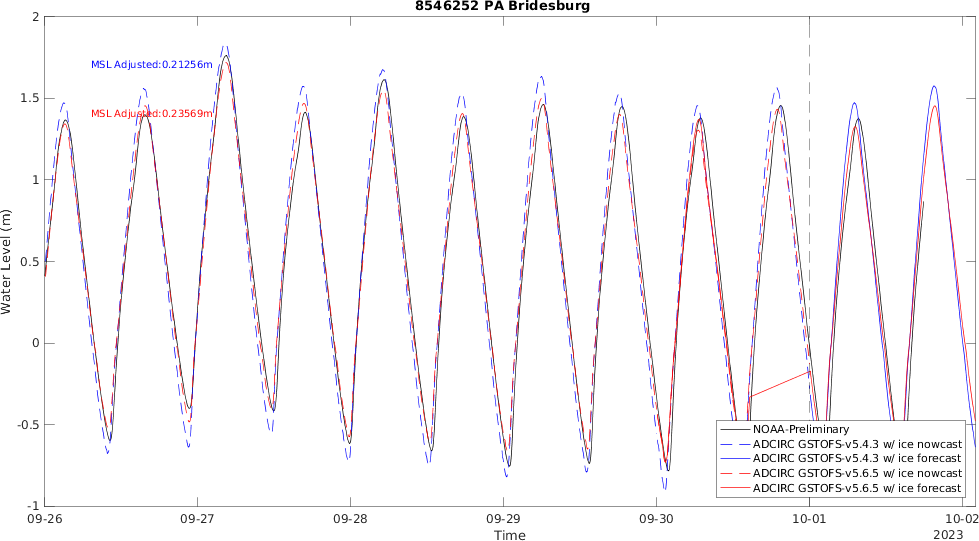 8546252 PA Bridesburg
2
MSL Adjusted:0.21256m
1.5
MSL Adjusted:0.23569m
1
0.5
0
-0.5
-1
Water Level (m)
NOAA-Preliminary
ADCIRC GSTOFS-v5.4.3 w/ ice nowcast
ADCIRC GSTOFS-v5.4.3 w/ ice forecast
ADCIRC GSTOFS-v5.6.5 w/ ice nowcast
ADCIRC GSTOFS-v5.6.5 w/ ice forecast
09-26 09-27 09-28 09-29 09-30 10-01 10-02
Time
2023